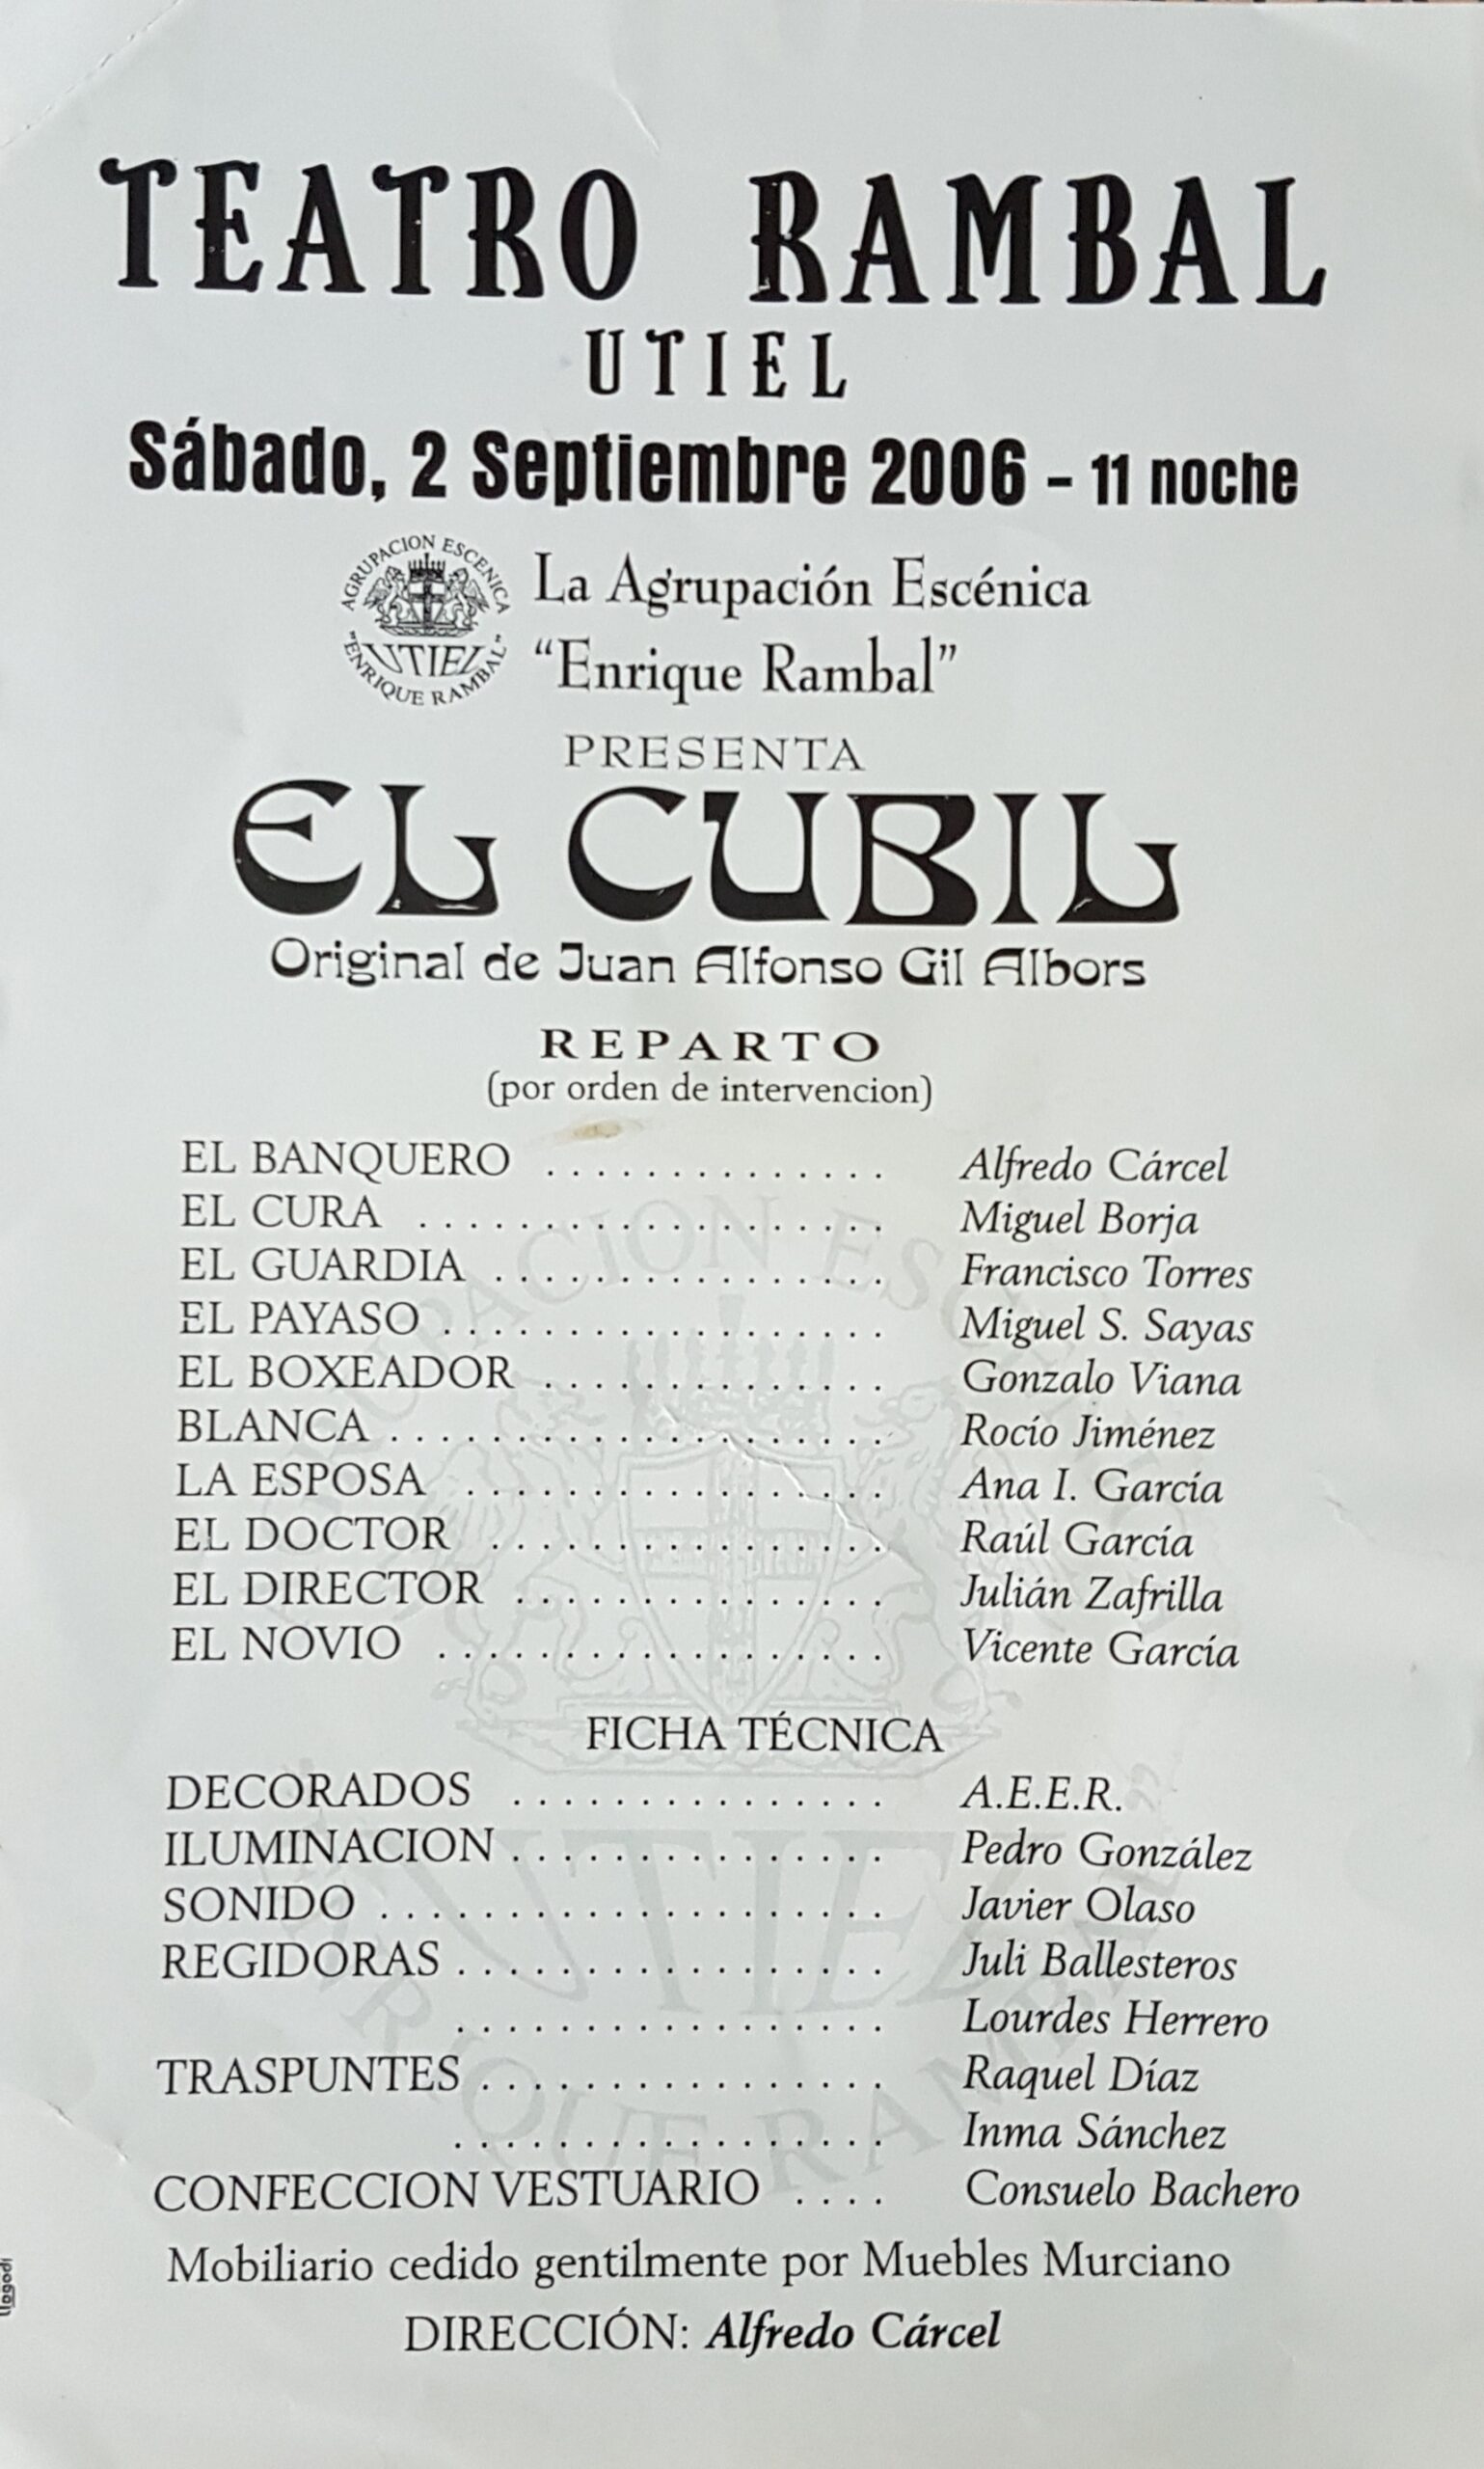 TEATRO RAMBAL
UTIEL
Sábado, 2 Septiembre 2006 - 11 noche
AGRUPACION ESCENICA
UTIEL
"ENRIQUE RAMBAL"
La Agrupación Escénica
“Enrique Rambal”
PRESENTA
EL CUBIL
Original de Juan Alfonso Gil Albors
REPARTO
(por orden de intervencion)
EL BANQUERO .............. Alfredo Cárcel
EL CURA ................... Miguel Borja
EL GUARDIA ................ Francisco Torres
EL PAYASO .................. Miguel S. Sayas
EL BOXEADOR .............. Gonzalo Viana
BLANCA .................... Rocío Jiménez
LA ESPOSA ................. Ana I. García
EL DOCTOR ................ Raúl García
EL DIRECTOR ............... Julián Zafrilla
EL NOVIO .................. Vicente García
FICHA TÉCNICA
DECORADOS ............... A.E.E.R.
ILUMINACION ............... Pedro González
SONIDO .................... Javier Olaso
REGIDORAS ................. Juli Ballesteros
................. Lourdes Herrero
TRASPUNTES ................ Raquel Díaz
................. Inma Sánchez
CONFECCION VESTUARIO .... Consuelo Bachero
Mobiliario cedido gentilmente por Muebles Murciano
DIRECCIÓN: Alfredo Cárcel